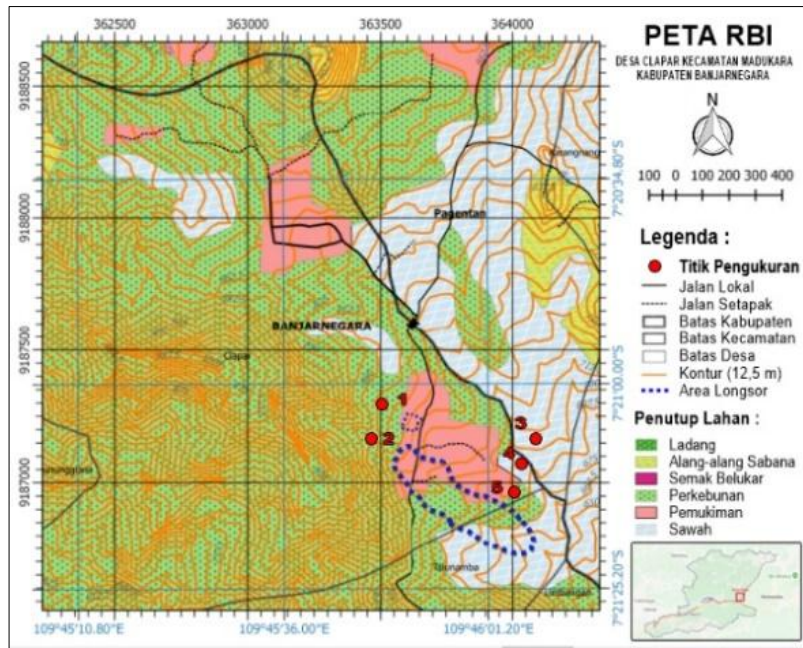 362500 363000 363500 364000
PETA RBI
DESA CLAPAR KECAMATAN MADUKARA
KABUPATEN BANJARNEGARA
N
100 0 100 200 300 400
Legenda :
Titik Pengukuran
Jalan Lokal
Jalan Setapak
Batas Kabupaten
Batas Kecamatan
Batas Desa
Kontur (12,5 m)
Area Longsor
Penutup Lahan :
Ladang
Alang-alang Sabana
Semak Belukar
Perkebunan
Pemukiman
Sawah
9188500
9188000
9187500
9187000
7°20'34.80"S
7°21'00.00"S
7°21'25.20"S
Pagentan
BANJARNEGARA
Clapar
1
2
3
4
5
Talunamba
109°45'10.80"E 109°45'36.00"E 109°46'01.20"E